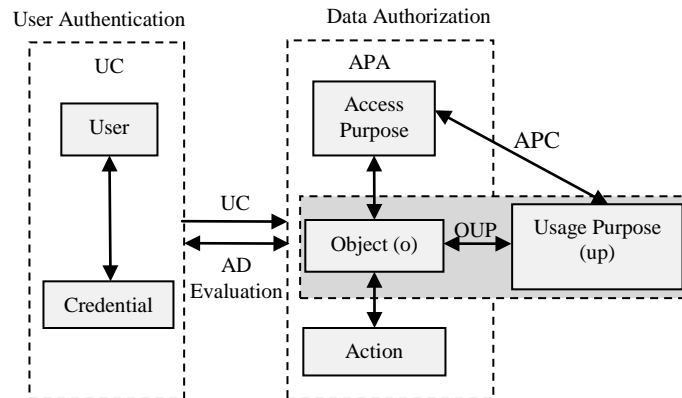 User Authentication
Data Authorization
UC
APA
User
Access
Purpose
APC
UC
AD
Evaluation
Object (o)
OUP
Usage Purpose
(up)
Credential
Action